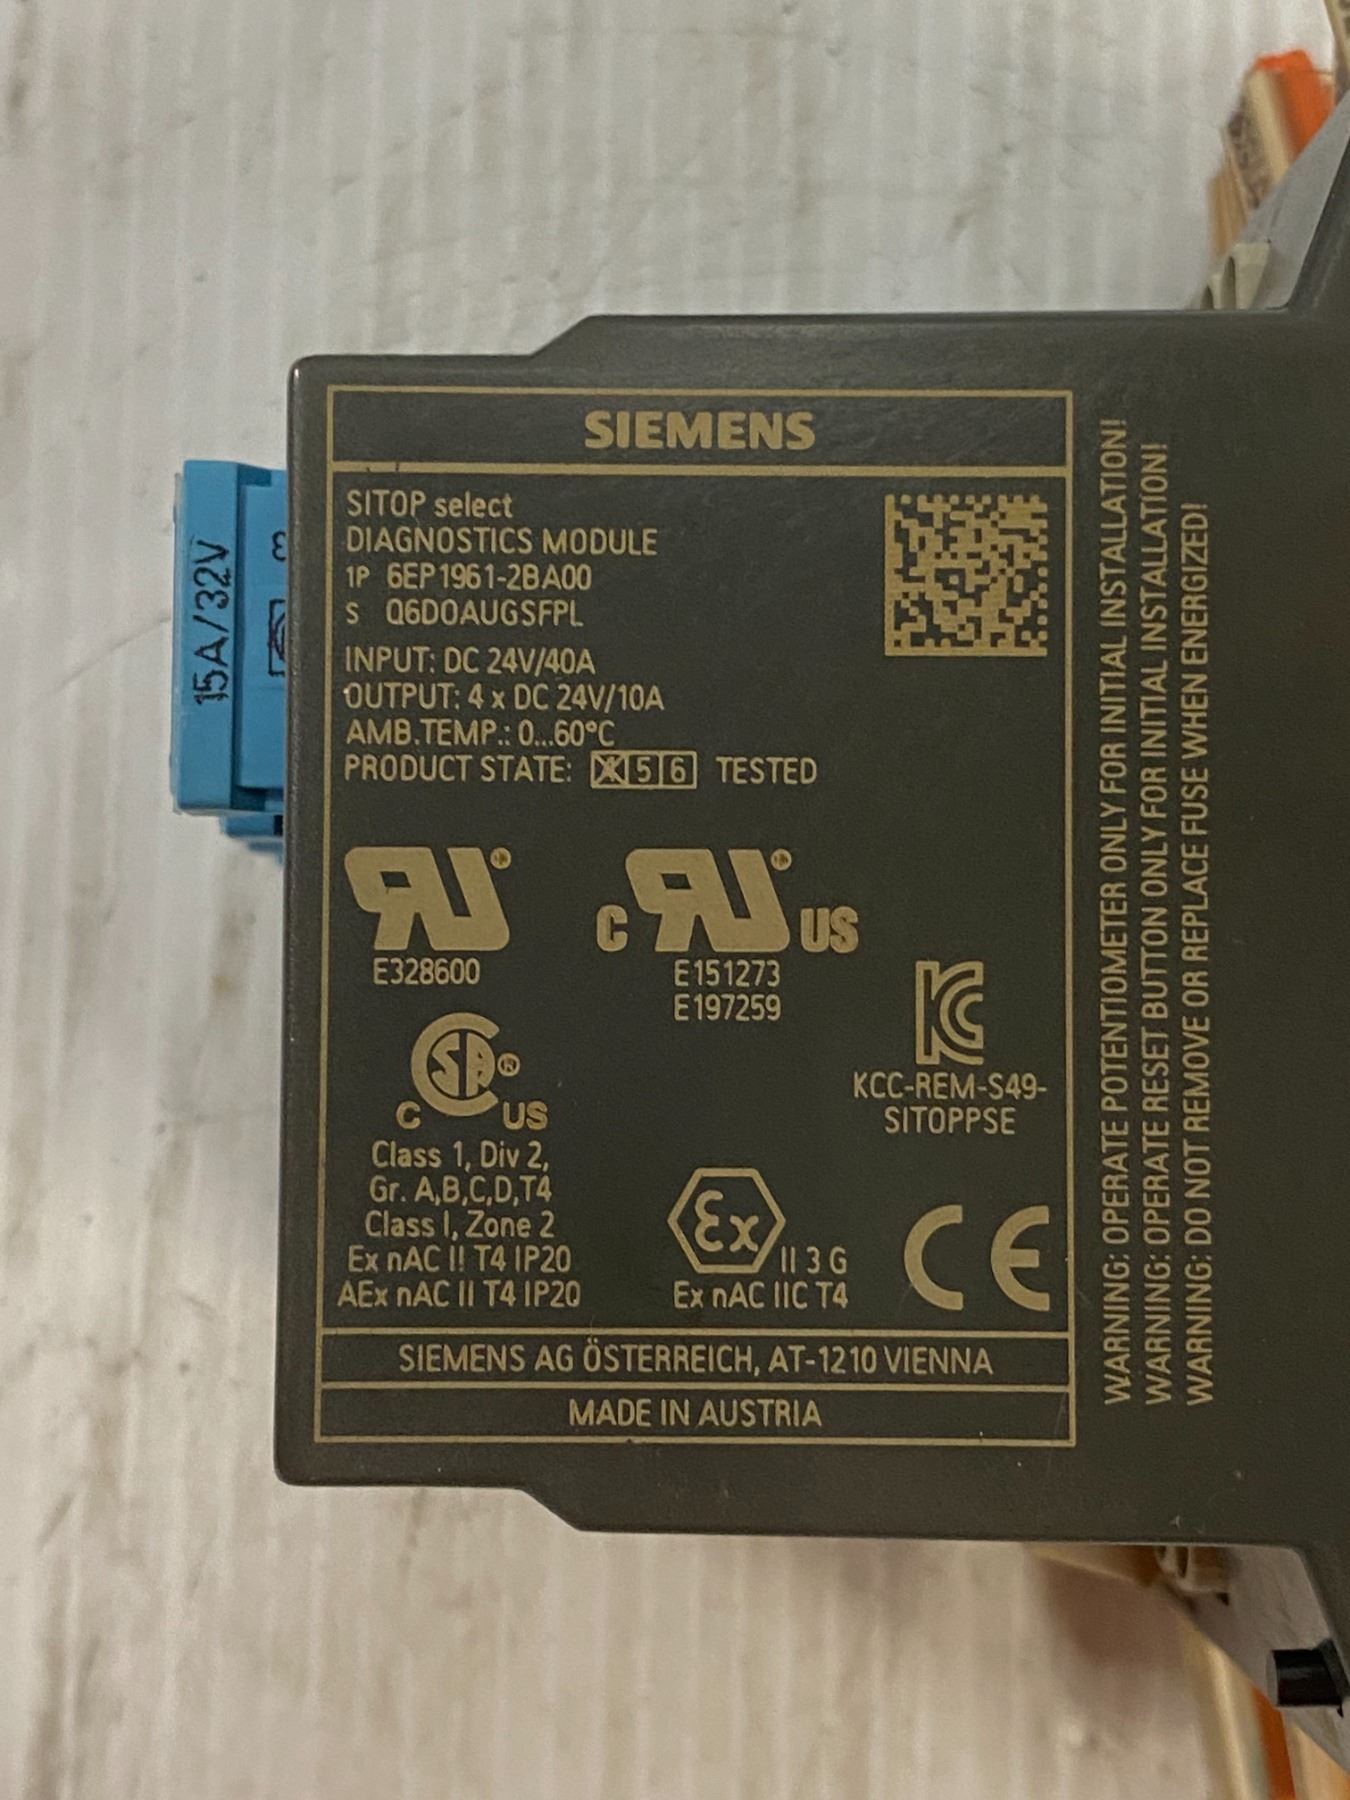 SIEMENS
SITOP select
DIAGNOSTICS MODULE
1P 6EP1961-2BA00
S Q6DOAUGSFPL
INPUT: DC 24V/40A
OUTPUT: 4 x DC 24V/10A
AMB.TEMP.: 0...60°C
PRODUCT STATE: 5 6 TESTED
E328600
C US
E151273
E197259
KCC-REM-S49-
SITOPPSE
C US
Class 1, Div 2,
Gr. A,B,C,D,T4
Class I, Zone 2
Ex nAC II T4 IP20
AEx nAC II T4 IP20
Ex II 3 G
Ex nAC IIC T4
CE
SIEMENS AG ÖSTERREICH, AT-1210 VIENNA
MADE IN AUSTRIA
WARNING: OPERATE POTENTIOMETER ONLY FOR INITIAL INSTALLATION!
WARNING: OPERATE RESET BUTTON ONLY FOR INITIAL INSTALLATION!
WARNING: DO NOT REMOVE OR REPLACE FUSE WHEN ENERGIZED!
15A/32V